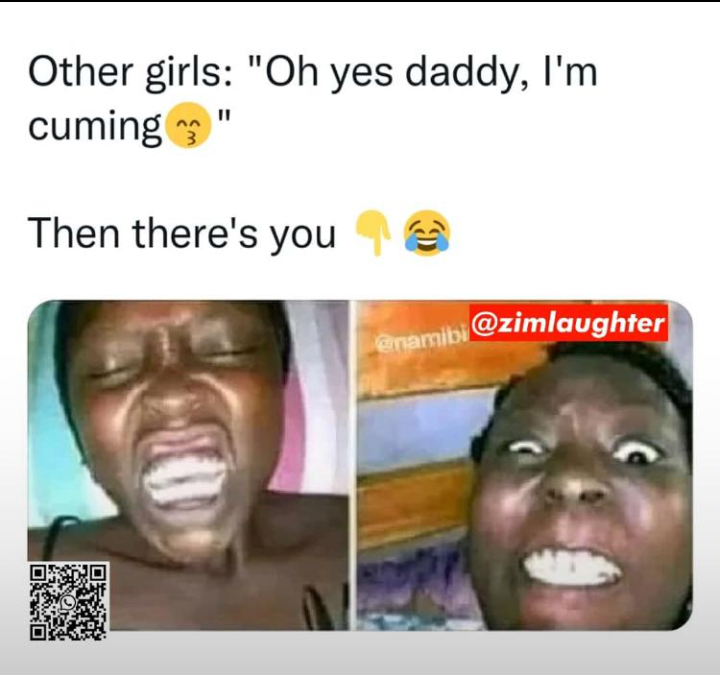 Other girls: "Oh yes daddy, I'm
cuming😙"
Then there's you 👇😂
@namibi
@zimlaughter